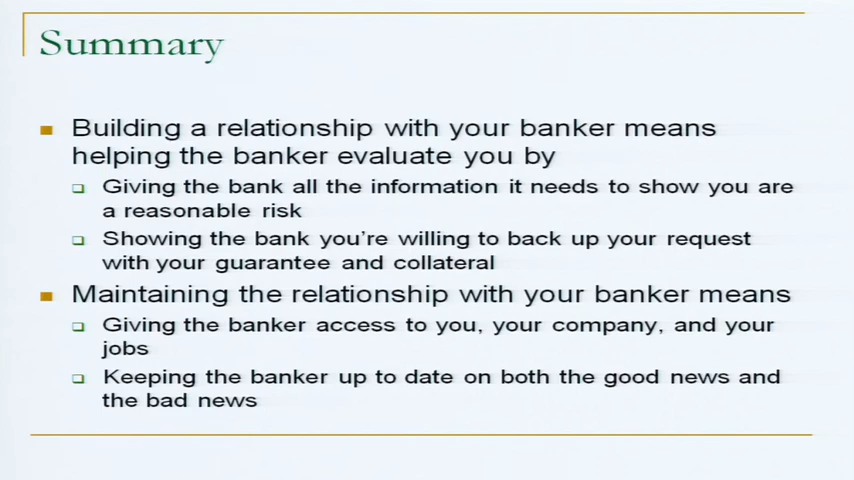 Summary
Building a relationship with your banker means
helping the banker evaluate you by
Giving the bank all the information it needs to show you are
a reasonable risk
Showing the bank you're willing to back up your request
with your guarantee and collateral
Maintaining the relationship with your banker means
Giving the banker access to you, your company, and your
jobs
Keeping the banker up to date on both the good news and
the bad news